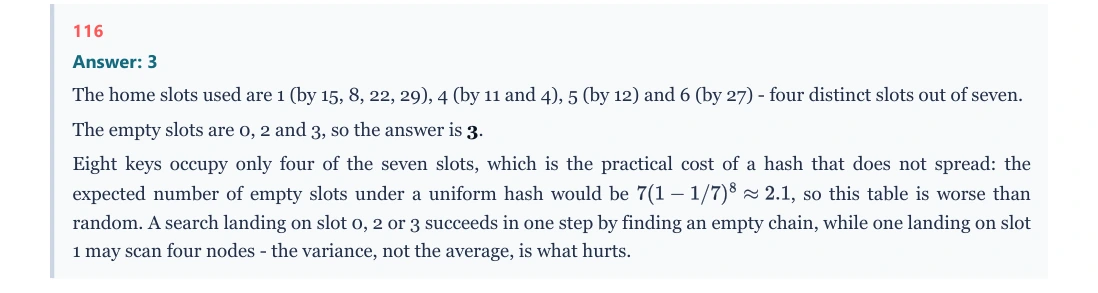 116
Answer: 3
The home slots used are 1 (by 15, 8, 22, 29), 4 (by 11 and 4), 5 (by 12) and 6 (by 27) - four distinct slots out of seven.
The empty slots are 0, 2 and 3, so the answer is 3.
Eight keys occupy only four of the seven slots, which is the practical cost of a hash that does not spread: the
expected number of empty slots under a uniform hash would be 7(1 − 1/7)⁸ ≈ 2.1, so this table is worse than
random. A search landing on slot 0, 2 or 3 succeeds in one step by finding an empty chain, while one landing on slot
1 may scan four nodes - the variance, not the average, is what hurts.